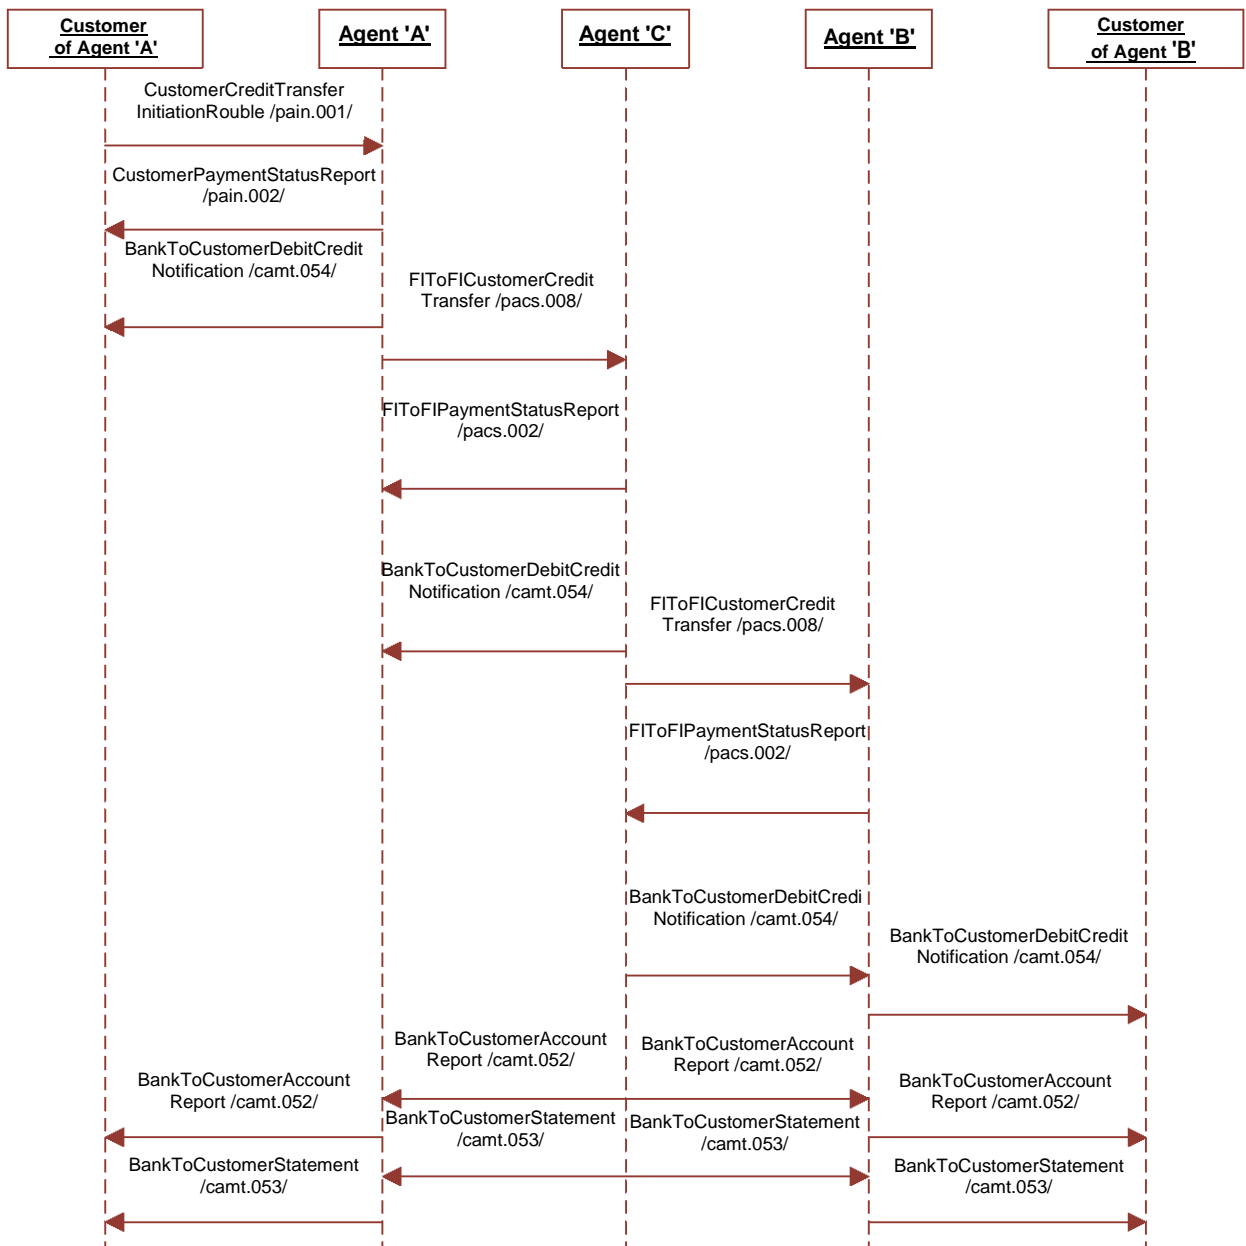 Customer
of Agent 'A'
Agent 'A'
Agent 'C'
Agent 'B'
Customer
of Agent 'B'
CustomerCreditTransfer
InitiationRouble /pain.001/
CustomerPaymentStatusReport
/pain.002/
BankToCustomerDebitCredit
Notification /camt.054/
FIToFICustomerCredit
Transfer /pacs.008/
FIToFIPaymentStatusReport
/pacs.002/
BankToCustomerDebitCredit
Notification /camt.054/
FIToFICustomerCredit
Transfer /pacs.008/
FIToFIPaymentStatusReport
/pacs.002/
BankToCustomerDebitCredi
Notification /camt.054/
BankToCustomerDebitCredit
Notification /camt.054/
BankToCustomerAccount
Report /camt.052/
BankToCustomerAccount
Report /camt.052/
BankToCustomerAccount
Report /camt.052/
BankToCustomerAccount
Report /camt.052/
BankToCustomerStatement
/camt.053/
BankToCustomerStatement
/camt.053/
BankToCustomerStatement
/camt.053/
BankToCustomerStatement
/camt.053/